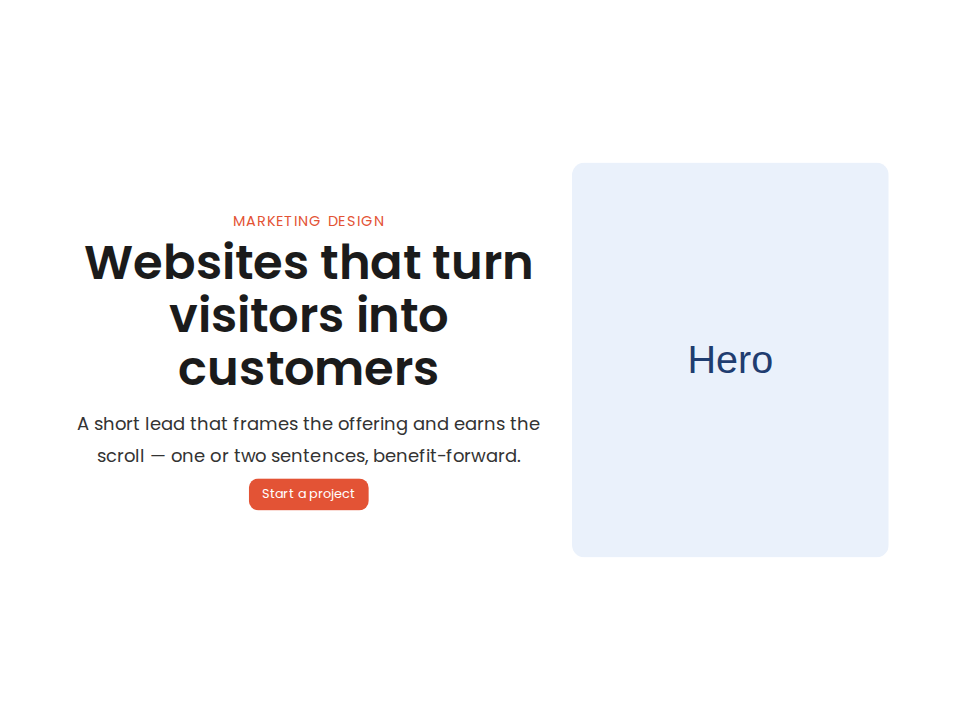 MARKETING DESIGN
Websites that turn
visitors into
customers
A short lead that frames the offering and earns the
scroll — one or two sentences, benefit-forward.
Start a project
Hero